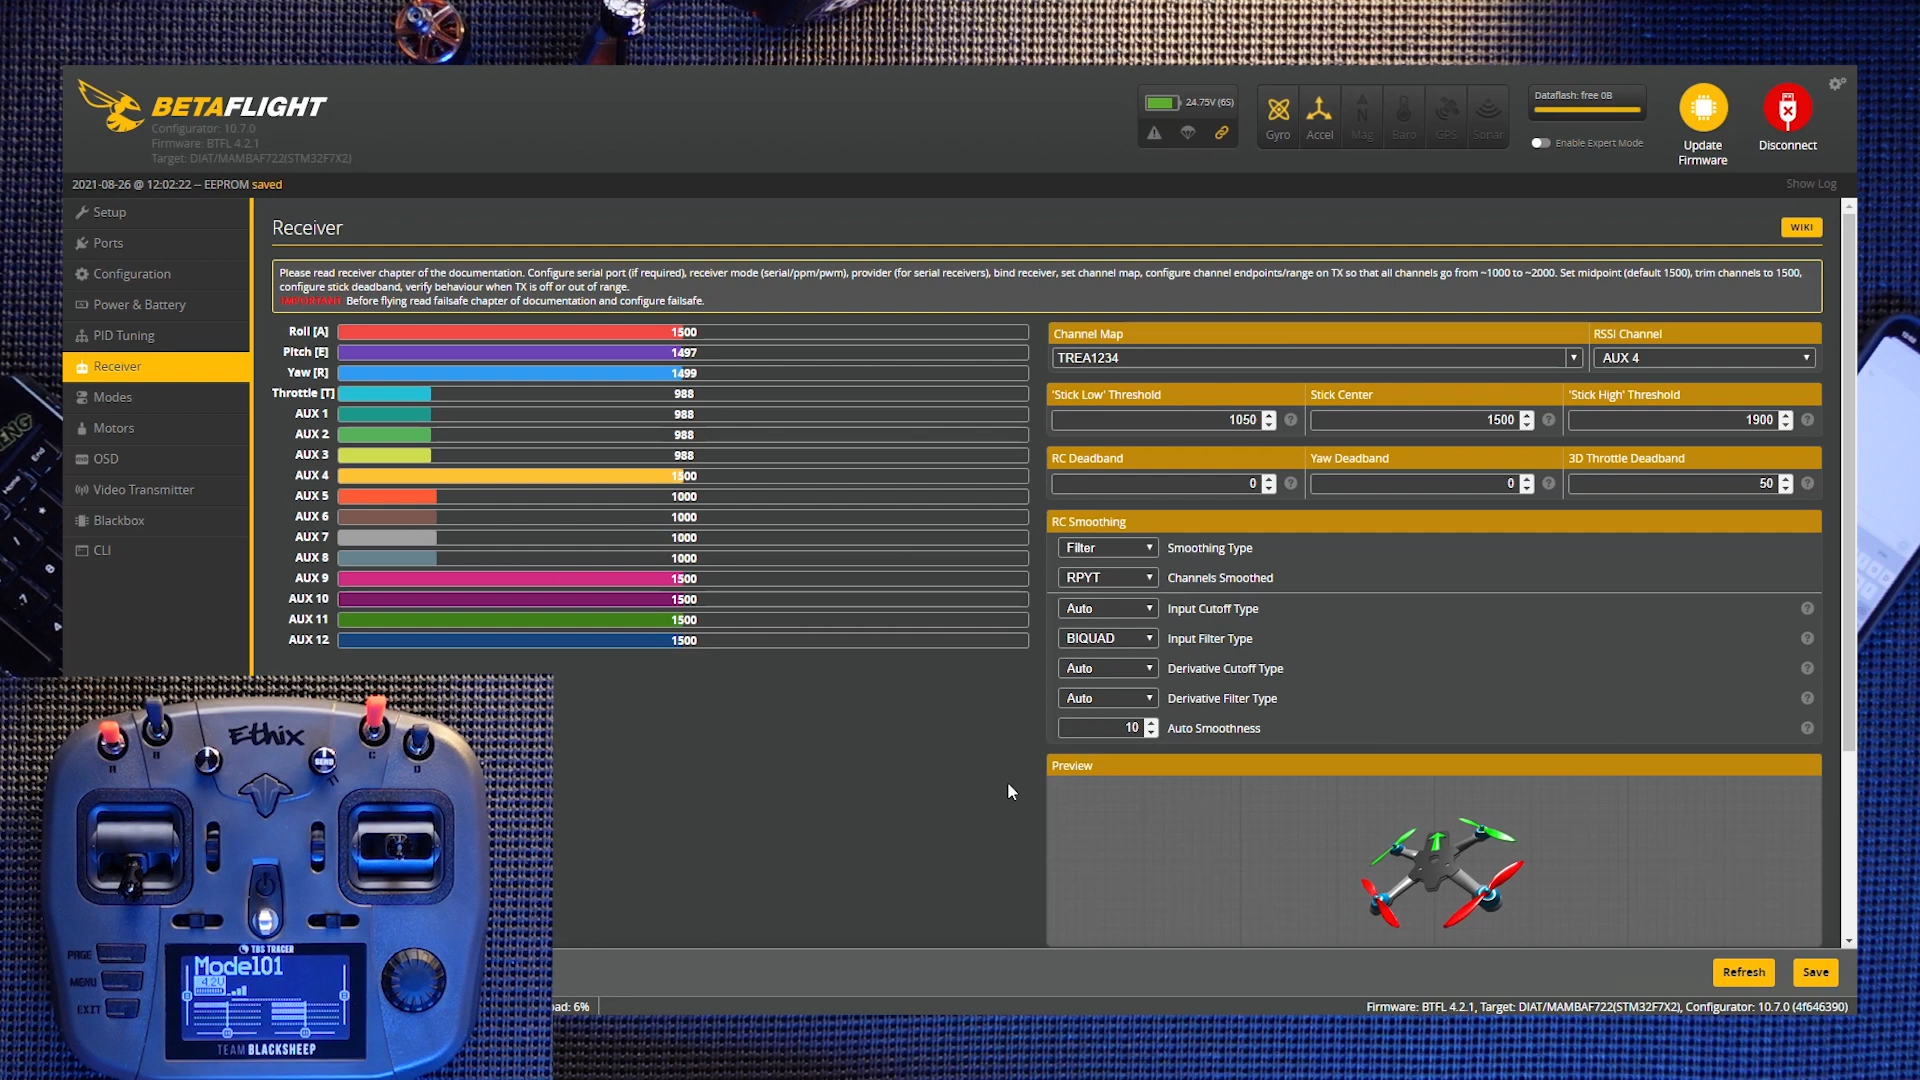 BETAFLIGHT
Configurator: 10.7.0
Firmware: BTFL 4.2.1
Target: DIAT/MAMBAF722(STM32F7X2)
24.75V (6S)
Gyro
Accel
Mag
Baro
GPS
Sonar
Dataflash: free 0B
Enable Expert Mode
Update
Firmware
Disconnect
2021-08-26 @ 12:02:22 -- EEPROM saved
Show Log
Setup
Ports
Configuration
Power & Battery
PID Tuning
Receiver
Modes
Motors
OSD
Video Transmitter
Blackbox
CLI
Receiver
WIKI
Please read receiver chapter of the documentation. Configure serial port (if required), receiver mode (serial/ppm/pwm), provider (for serial receivers), bind receiver, set channel map, configure channel endpoints/range on TX so that all channels go from ~1000 to ~2000. Set midpoint (default 1500), trim channels to 1500,
configure stick deadband, verify behaviour when TX is off or out of range.
IMPORTANT: Before flying read failsafe chapter of documentation and configure failsafe.
Roll [A] 1500
Pitch [E] 1497
Yaw [R] 1499
Throttle [T] 988
AUX 1 988
AUX 2 988
AUX 3 988
AUX 4 1500
AUX 5 1000
AUX 6 1000
AUX 7 1000
AUX 8 1000
AUX 9 1500
AUX 10 1500
AUX 11 1500
AUX 12 1500
Channel Map
RSSI Channel
TREA1234
AUX 4
'Stick Low' Threshold
Stick Center
'Stick High' Threshold
1050
1500
1900
RC Deadband
Yaw Deadband
3D Throttle Deadband
0
0
50
RC Smoothing
Filter Smoothing Type
RPYT Channels Smoothed
Auto Input Cutoff Type
BIQUAD Input Filter Type
Auto Derivative Cutoff Type
Auto Derivative Filter Type
10 Auto Smoothness
Preview
Refresh
Save
oad: 6%
Firmware: BTFL 4.2.1, Target: DIAT/MAMBAF722(STM32F7X2), Configurator: 10.7.0 (4f646390)
Ethix
SEND
A
B
C
D
PAGE
MENU
EXIT
TBS TRACER
Model01
4.2V
TEAM BLACKSHEEP
Home
End